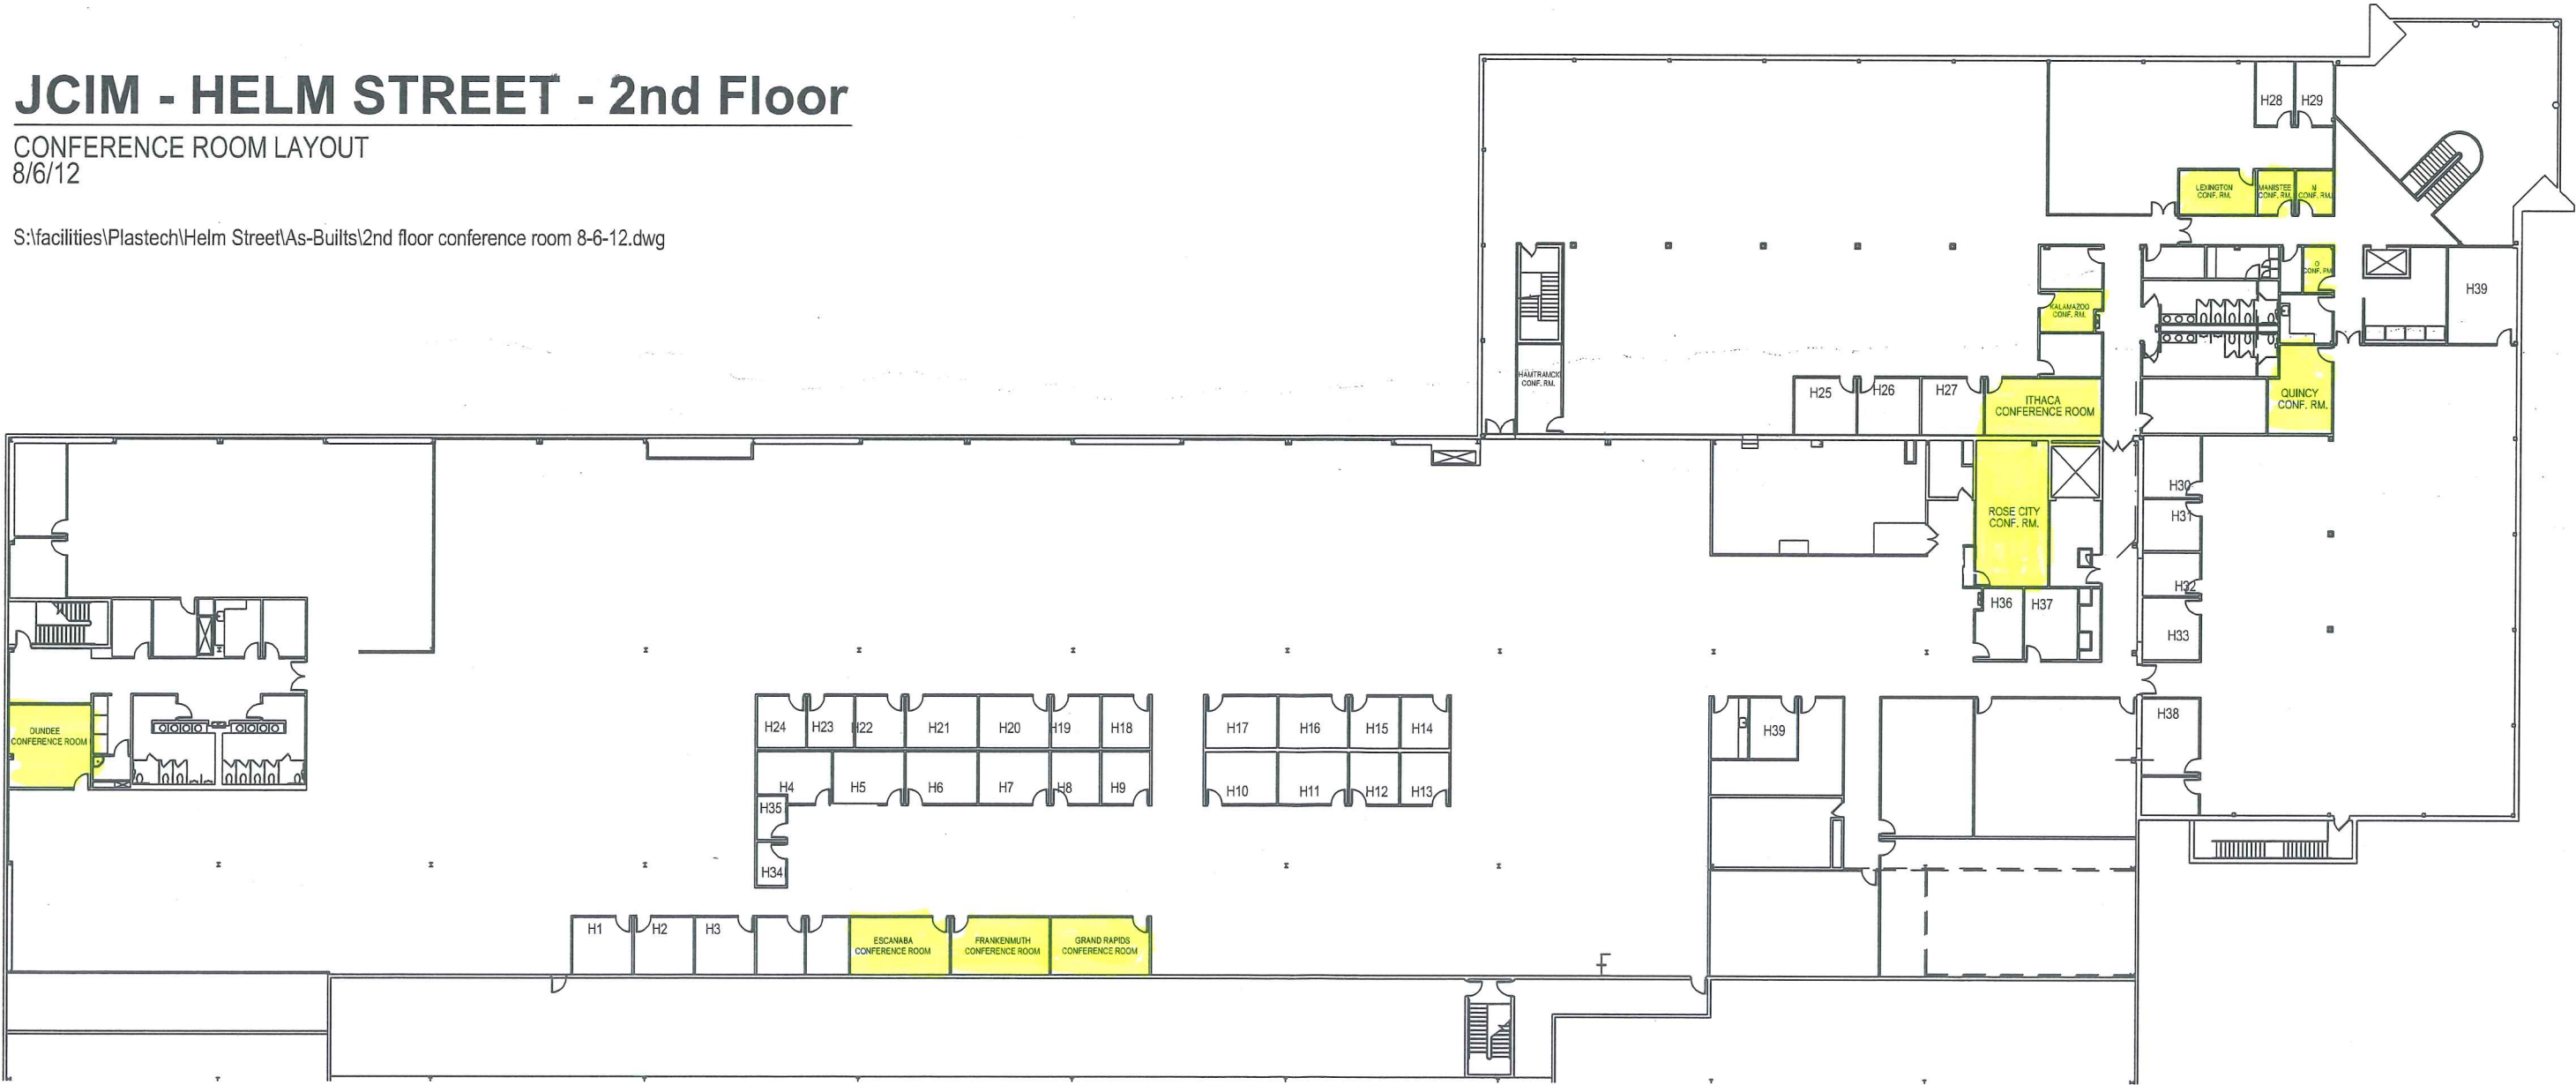 JCIM - HELM STREET - 2nd Floor
CONFERENCE ROOM LAYOUT
8/6/12
S:\facilities\Plastech\Helm Street\As-Builts\2nd floor conference room 8-6-12.dwg
H28
H29
LEXINGTON
CONF. RM.
MANISTEE
CONF. RM.
N
CONF. RM.
O
CONF. RM.
H39
KALAMAZOO
CONF. RM.
HAMTRAMCK
CONF. RM.
H25
H26
H27
ITHACA
CONFERENCE ROOM
QUINCY
CONF. RM.
ROSE CITY
CONF. RM.
H30
H31
H32
H33
H36
H37
H38
DUNDEE
CONFERENCE ROOM
H24
H23
H22
H21
H20
H19
H18
H17
H16
H15
H14
H39
H4
H5
H6
H7
H8
H9
H10
H11
H12
H13
H35
H34
H1
H2
H3
ESCANABA
CONFERENCE ROOM
FRANKENMUTH
CONFERENCE ROOM
GRAND RAPIDS
CONFERENCE ROOM